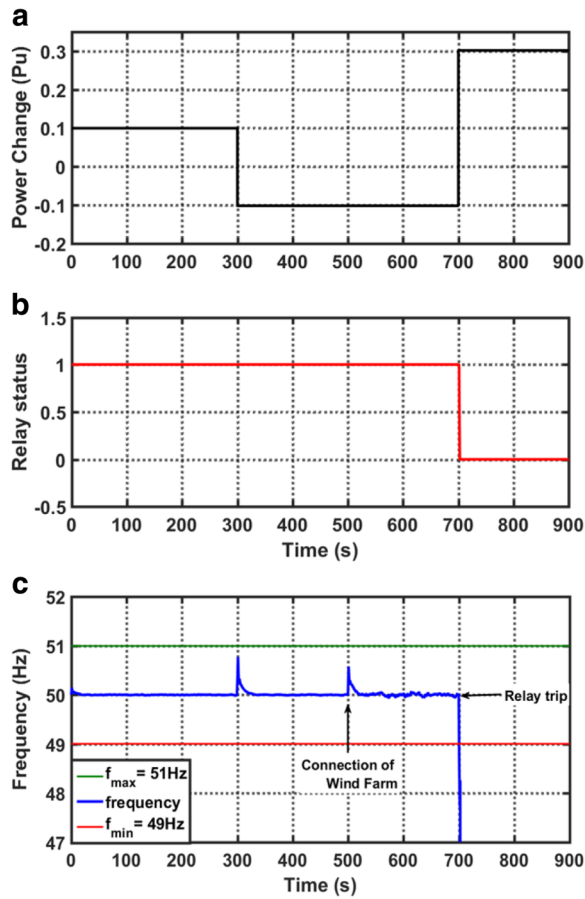 a
Power Change (Pu)
0.3
0.2
0.1
0
-0.1
-0.2
0 100 200 300 400 500 600 700 800 900
b
Relay status
1.5
1
0.5
0
-0.5
0 100 200 300 400 500 600 700 800 900
Time (s)
c
Frequency (Hz)
52
51
50
49
48
47
Relay trip
Connection of
Wind Farm
f_max = 51Hz
frequency
f_min = 49Hz
0 100 200 300 400 500 600 700 800 900
Time (s)